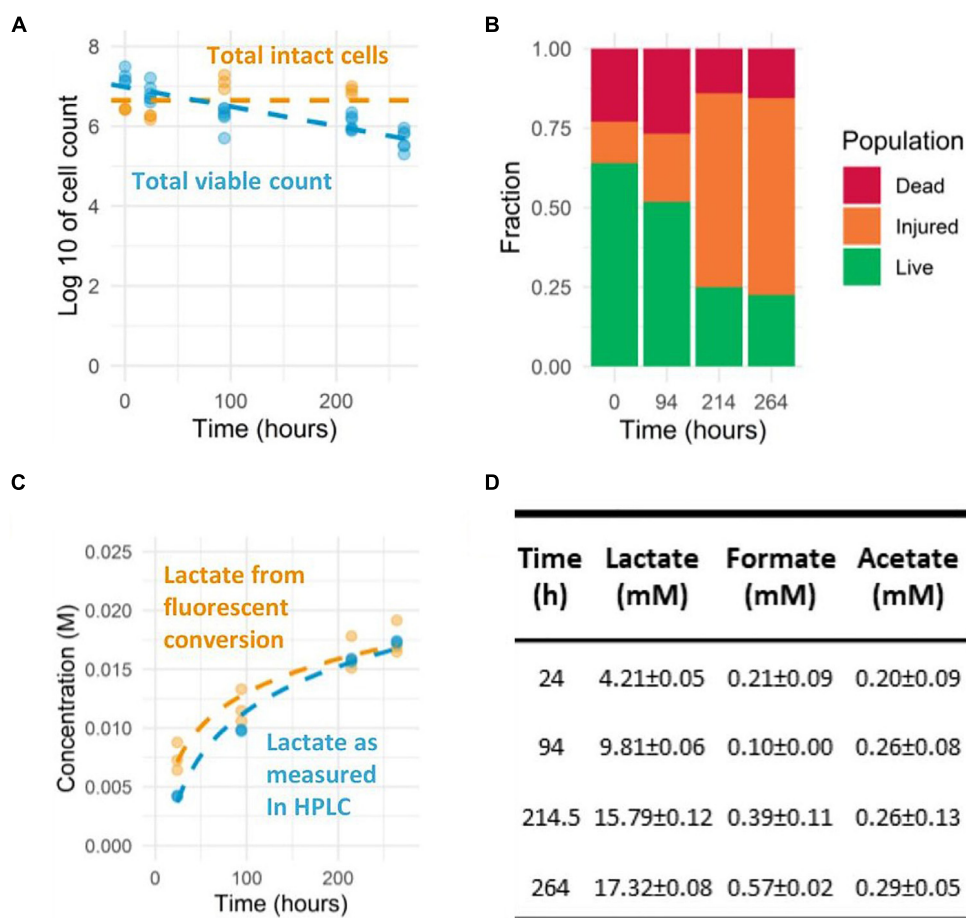 A
8
6
4
2
0
Log 10 of cell count
Total intact cells
Total viable count
0 100 200
Time (hours)
B
1.00
0.75
0.50
0.25
0.00
Fraction
0 94 214 264
Time (hours)
Population
Dead
Injured
Live
C
0.025
0.020
0.015
0.010
0.005
0.000
Concentration (M)
Lactate from
fluorescent
conversion
Lactate as
measured
In HPLC
0 100 200
Time (hours)
D
Time Lactate Formate Acetate
(h) (mM) (mM) (mM)
24 4.21±0.05 0.21±0.09 0.20±0.09
94 9.81±0.06 0.10±0.00 0.26±0.08
214.5 15.79±0.12 0.39±0.11 0.26±0.13
264 17.32±0.08 0.57±0.02 0.29±0.05